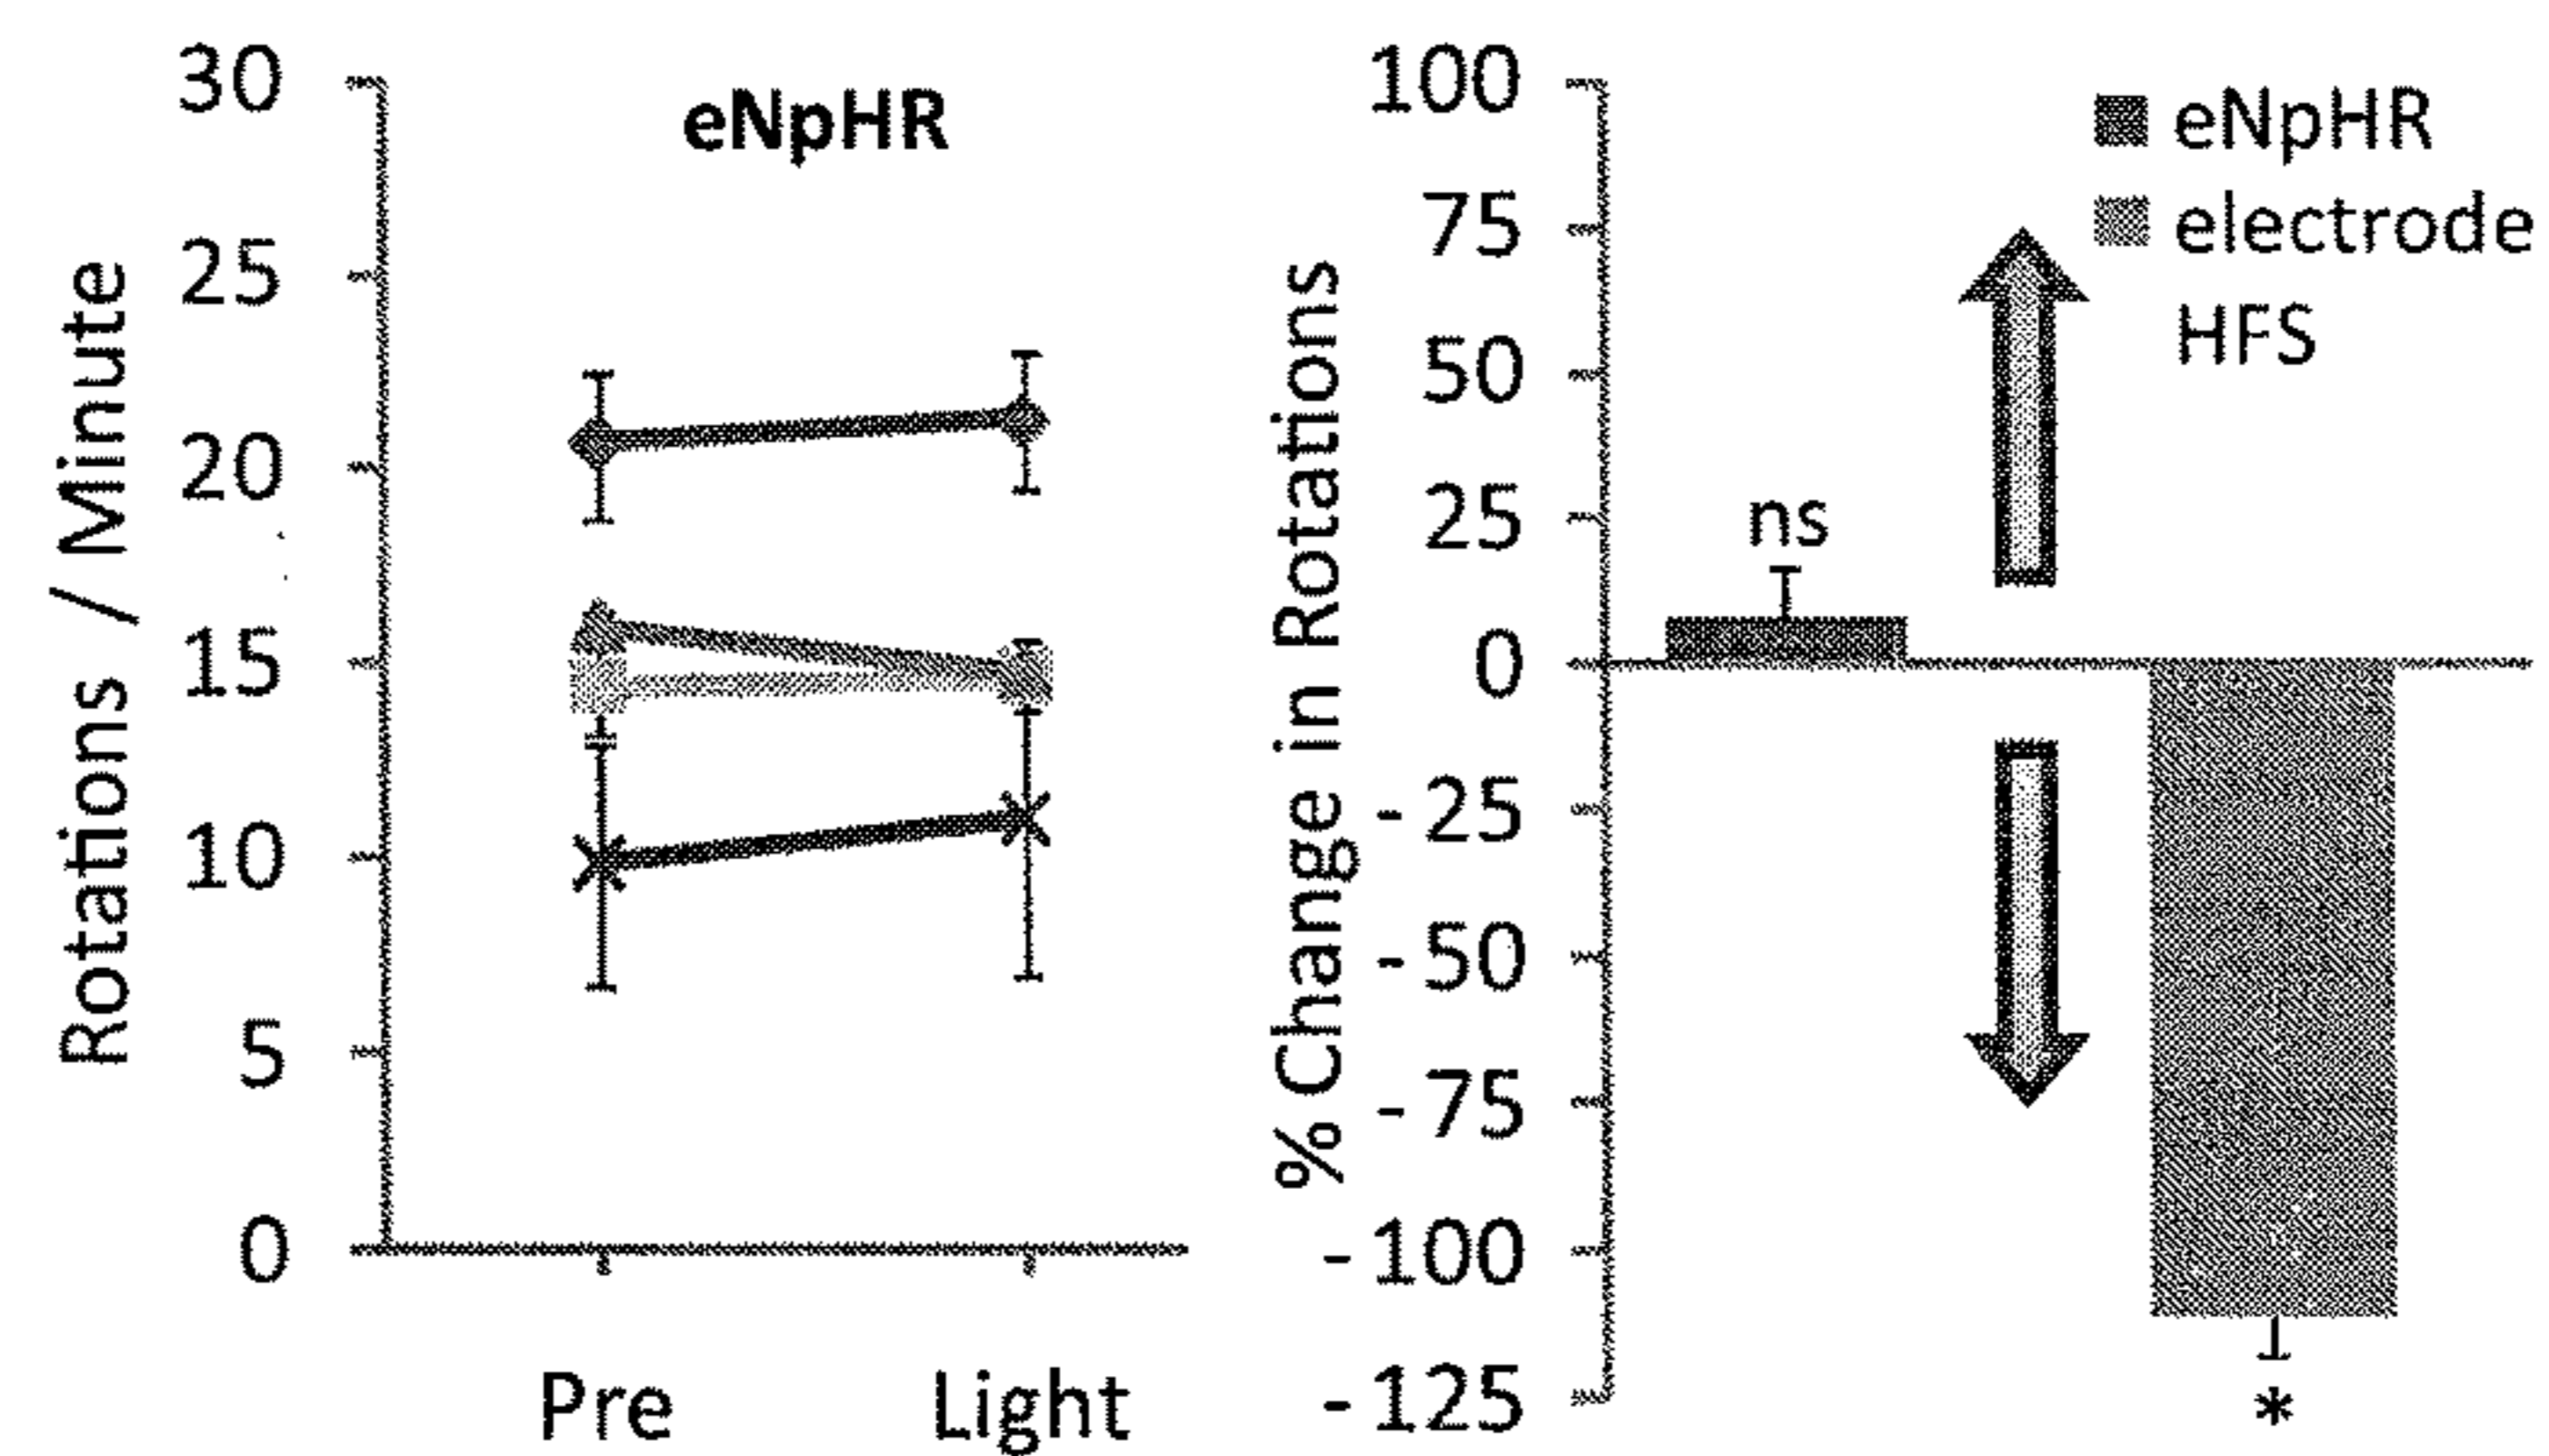 eNpHR
Rotations / Minute
30
25
20
15
10
5
0
Pre
Light
% Change in Rotations
100
75
50
25
0
- 25
- 50
- 75
- 100
- 125
ns
*
eNpHR
electrode
HFS